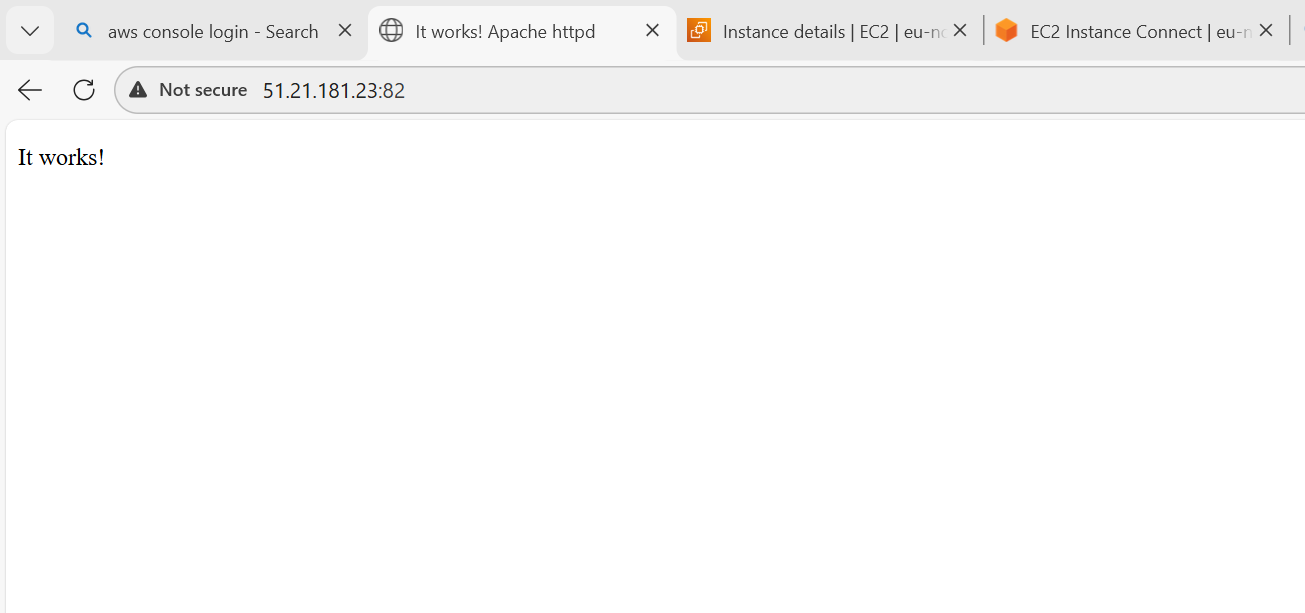 aws console login - Search
It works! Apache httpd
Instance details | EC2 | eu-no
EC2 Instance Connect | eu-n
Not secure 51.21.181.23:82
It works!